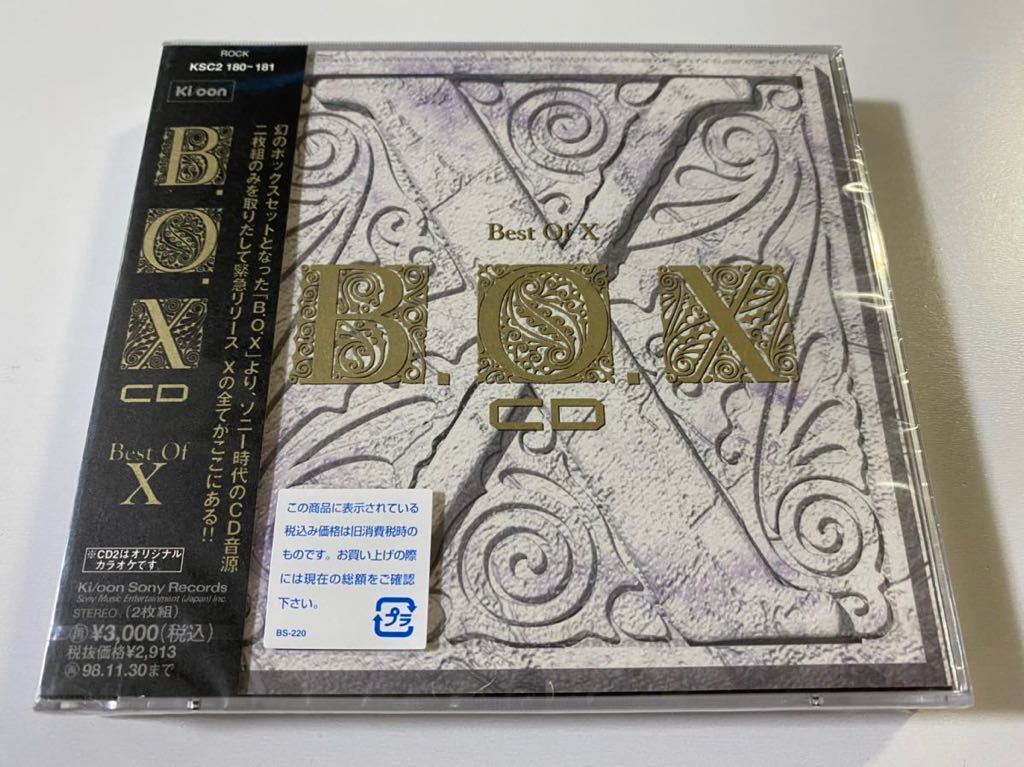 ROCK
KSC2 180~181
Ki/oon
B.
O.
X
CD
Best Of
X
幻のボックスセットとなった「B.O.X」より、ソニー時代のCD音源
二枚組のみを取りだして緊急リリース Xの全てがここにある!!
※CD2はオリジナル
カラオケです。
Ki/oon Sony Records
Sony Music Entertainment (Japan) Inc.
STEREO (2枚組)
再 ¥3,000(税込)
税抜価格¥2,913
再 98.11.30まで
Best Of X
B.O.X
CD
この商品に表示されている
税込み価格は旧消費税時の
ものです。お買い上げの際
には現在の総額をご確認
下さい。
プラ
BS-220